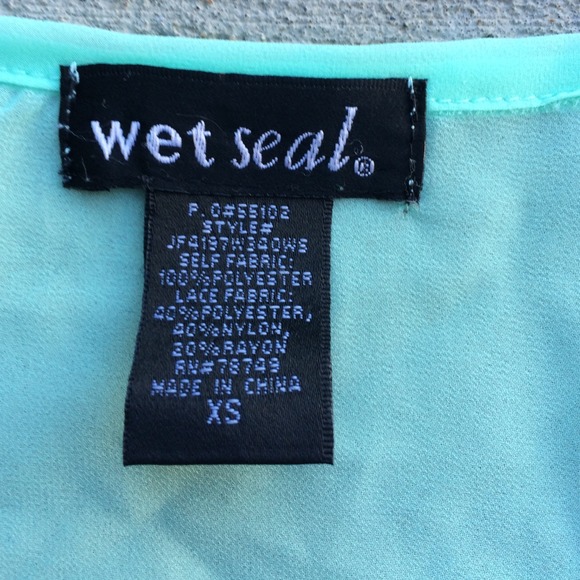 wet seal®
P.O#55102
STYLE#
JF4197W340WS
SELF FABRIC:
100%POLYESTER
LACE FABRIC:
40%POLYESTER,
40%NYLON,
20%RAYON
RN#78749
MADE IN CHINA
XS